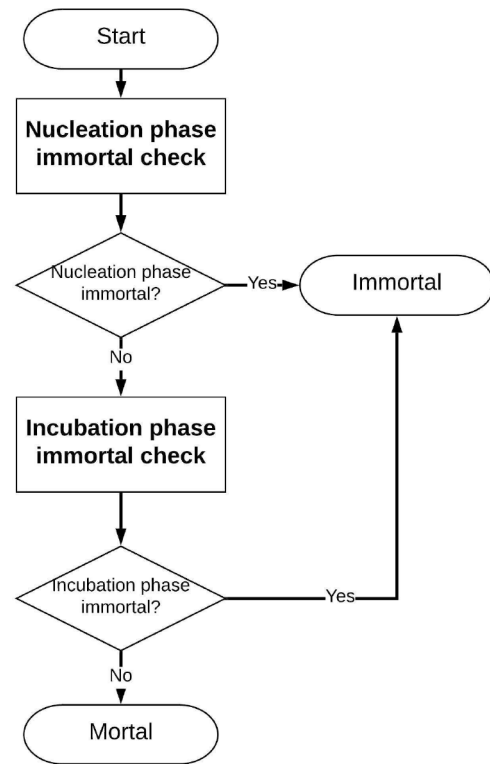 Start
Nucleation phase
immortal check
Nucleation phase
immortal?
Yes
Immortal
No
Incubation phase
immortal check
Incubation phase
immortal?
Yes
No
Mortal